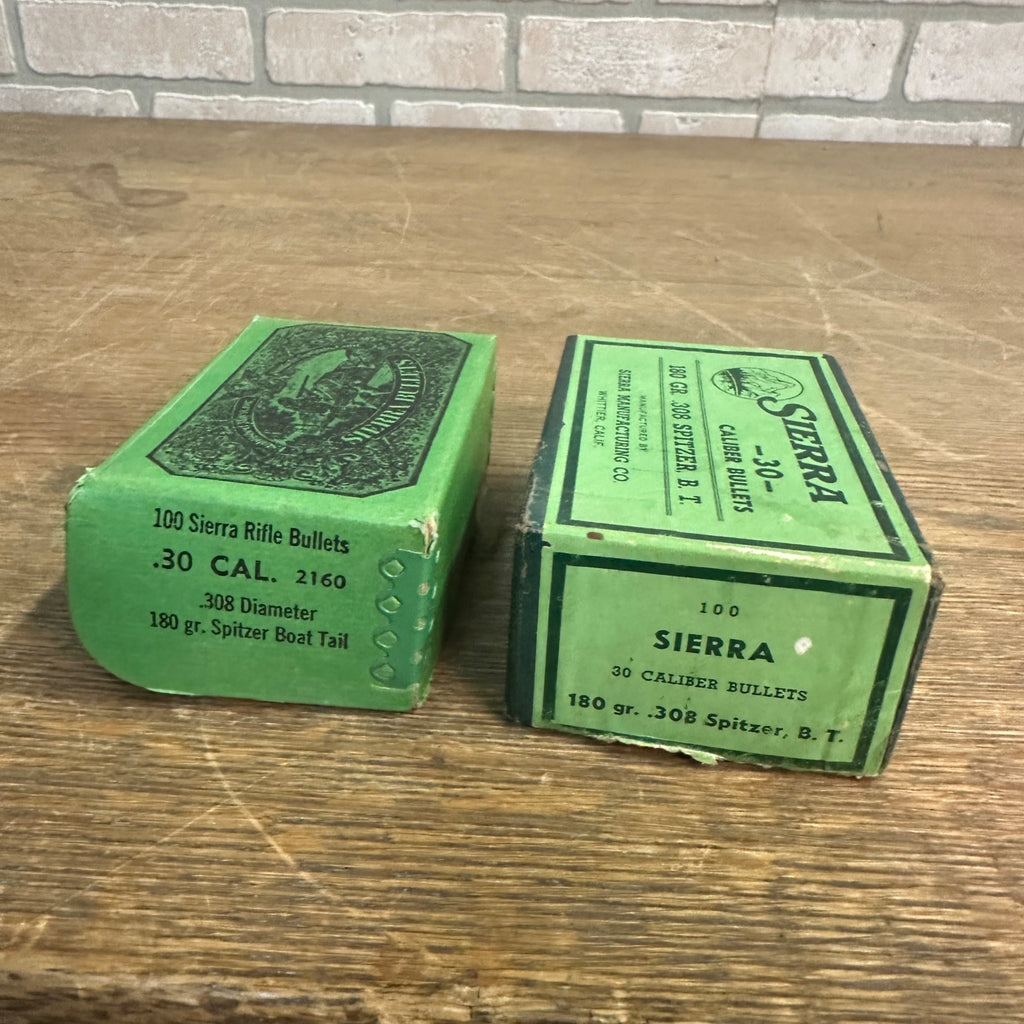 SIERRA BULLETS
100 Sierra Rifle Bullets
.30 CAL. 2160
.308 Diameter
180 gr. Spitzer Boat Tail
SIERRA
-30-
CALIBER BULLETS
180 GR. .308 SPITZER B. T.
MANUFACTURED BY
SIERRA MANUFACTURING CO.
WHITTIER, CALIF.
100
SIERRA
30 CALIBER BULLETS
180 gr. .308 Spitzer, B. T.